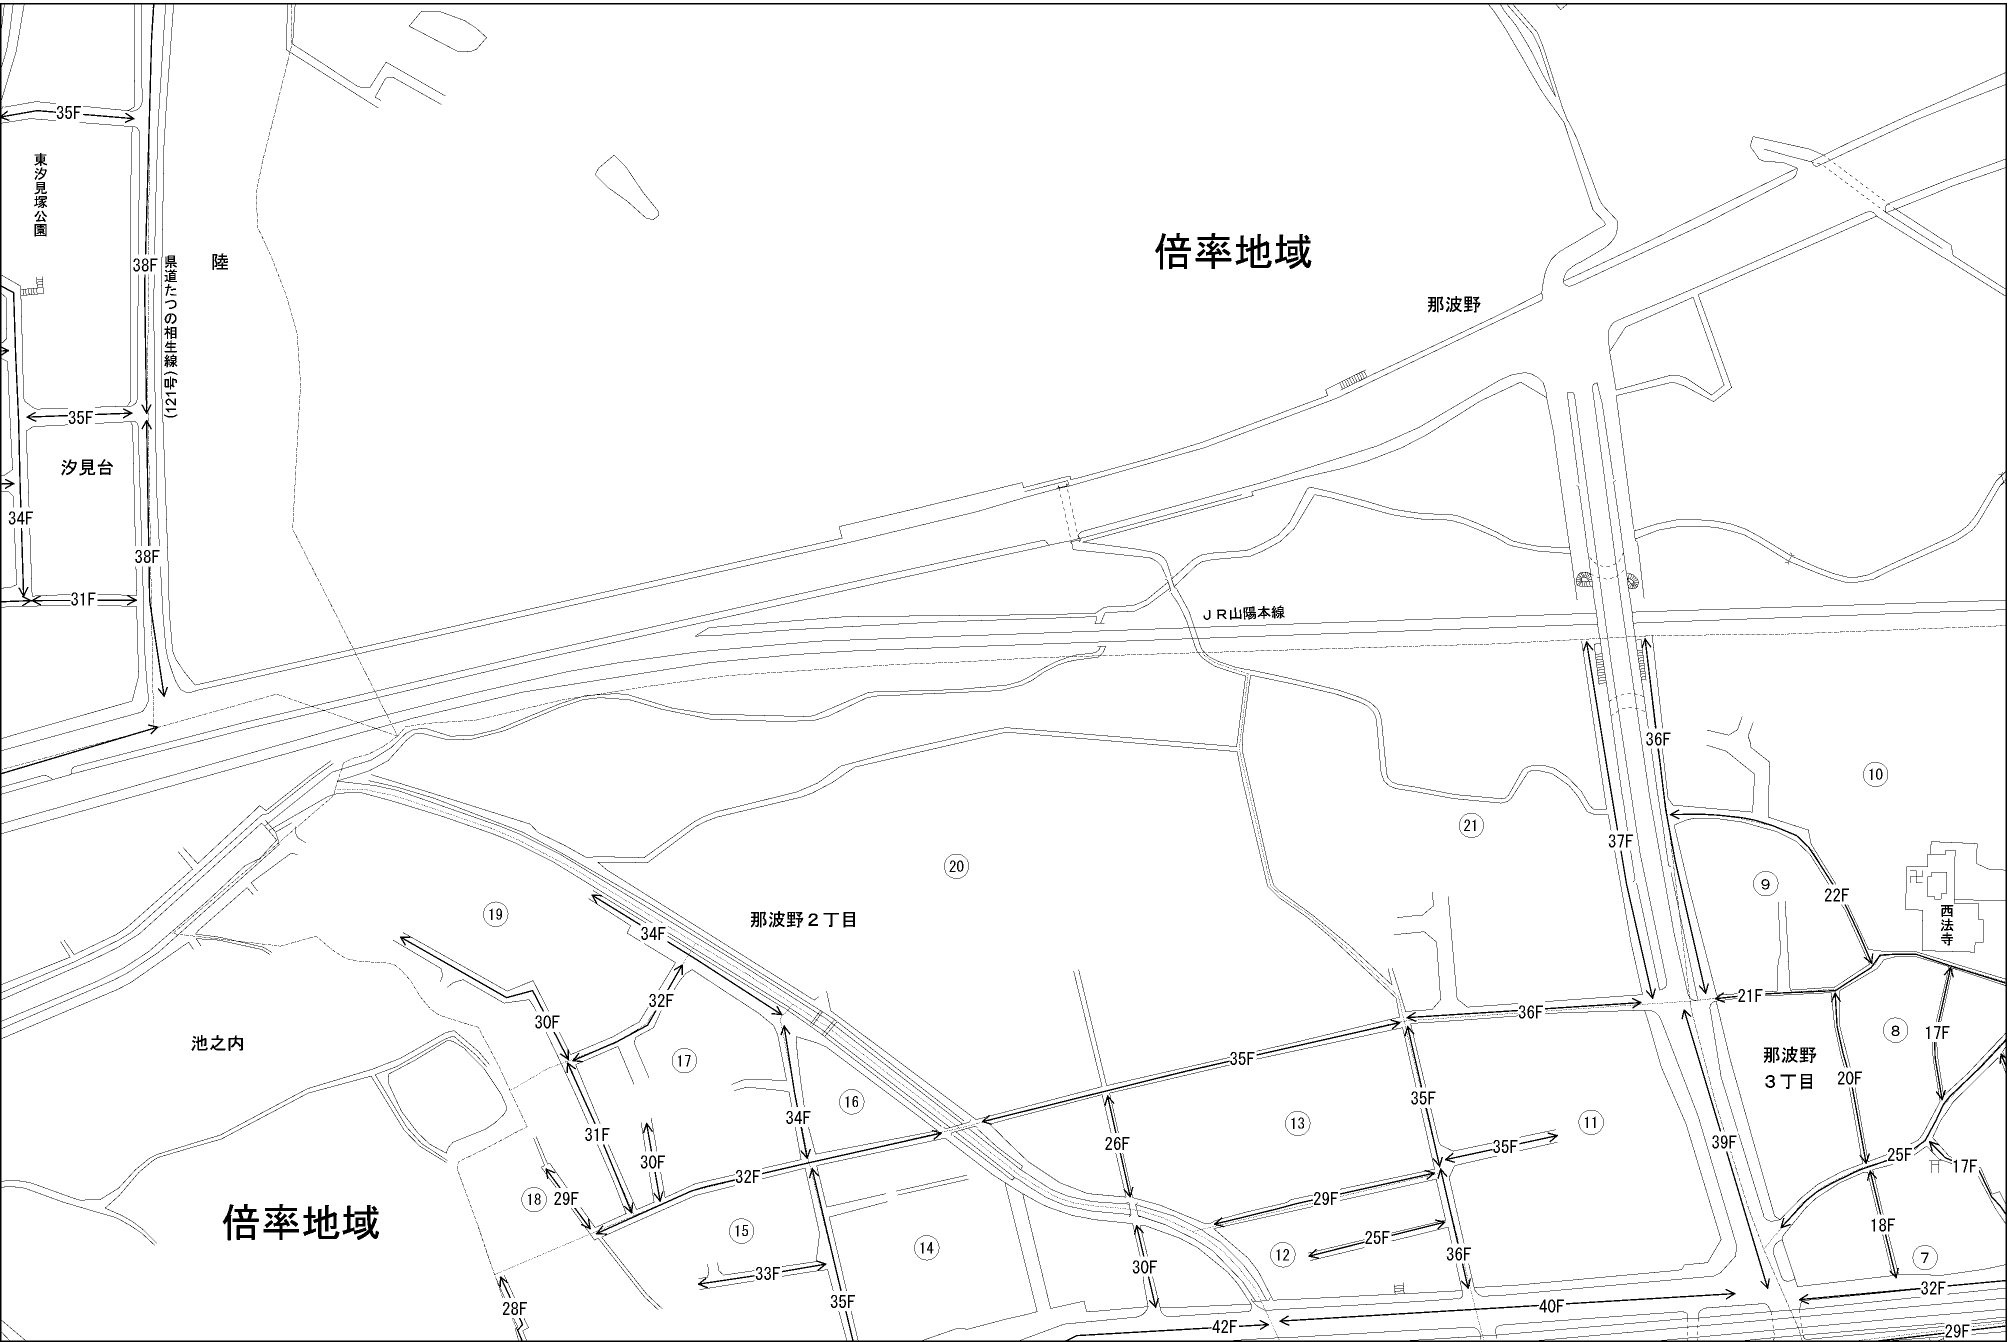 35F
東汐見塚公園
38F
県道たつの相生線(121号)
陸
倍率地域
那波野
35F
汐見台
34F
38F
31F
JR山陽本線
36F
⑩
㉑
37F
⑳
⑨
22F
西法寺
⑲
34F
那波野2丁目
32F
30F
21F
36F
池之内
⑰
35F
⑧
17F
那波野
3丁目
20F
⑯
34F
35F
31F
26F
⑬
⑪
39F
30F
32F
35F
25F
17F
⑱
29F
29F
倍率地域
⑮
⑭
25F
⑫
18F
⑦
33F
30F
36F
28F
35F
42F
40F
32F
29F